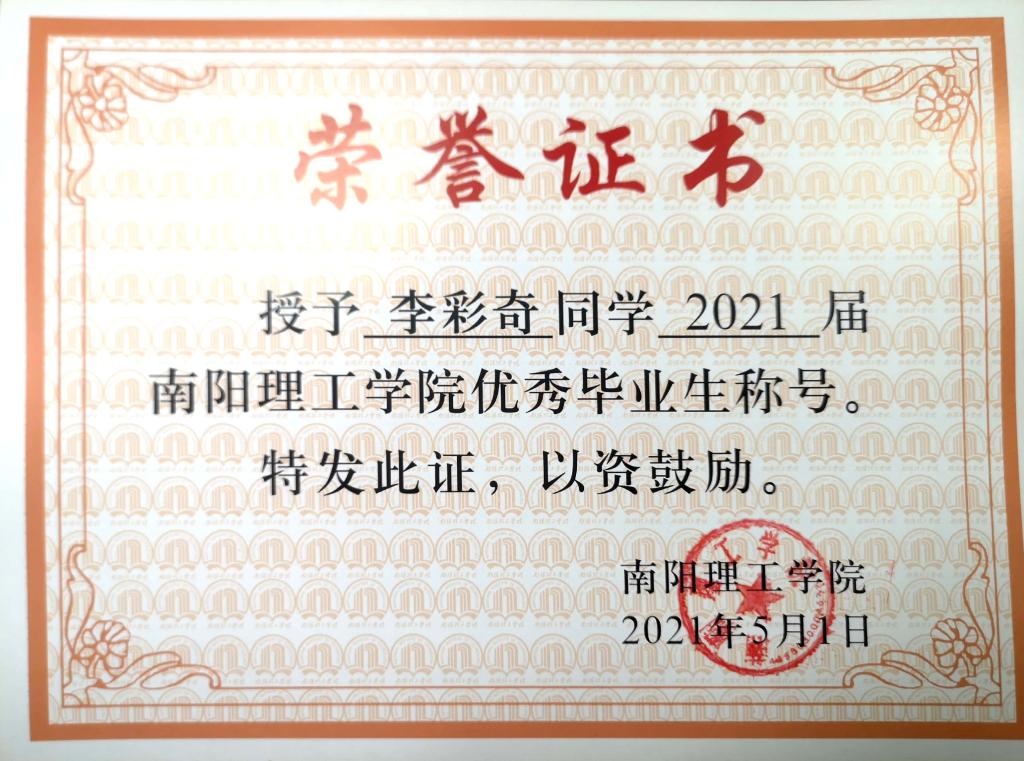 荣誉证书
授予 李彩奇 同学 2021 届
南阳理工学院优秀毕业生称号。
特发此证，以资鼓励。
南阳理工学院
2021年5月1日